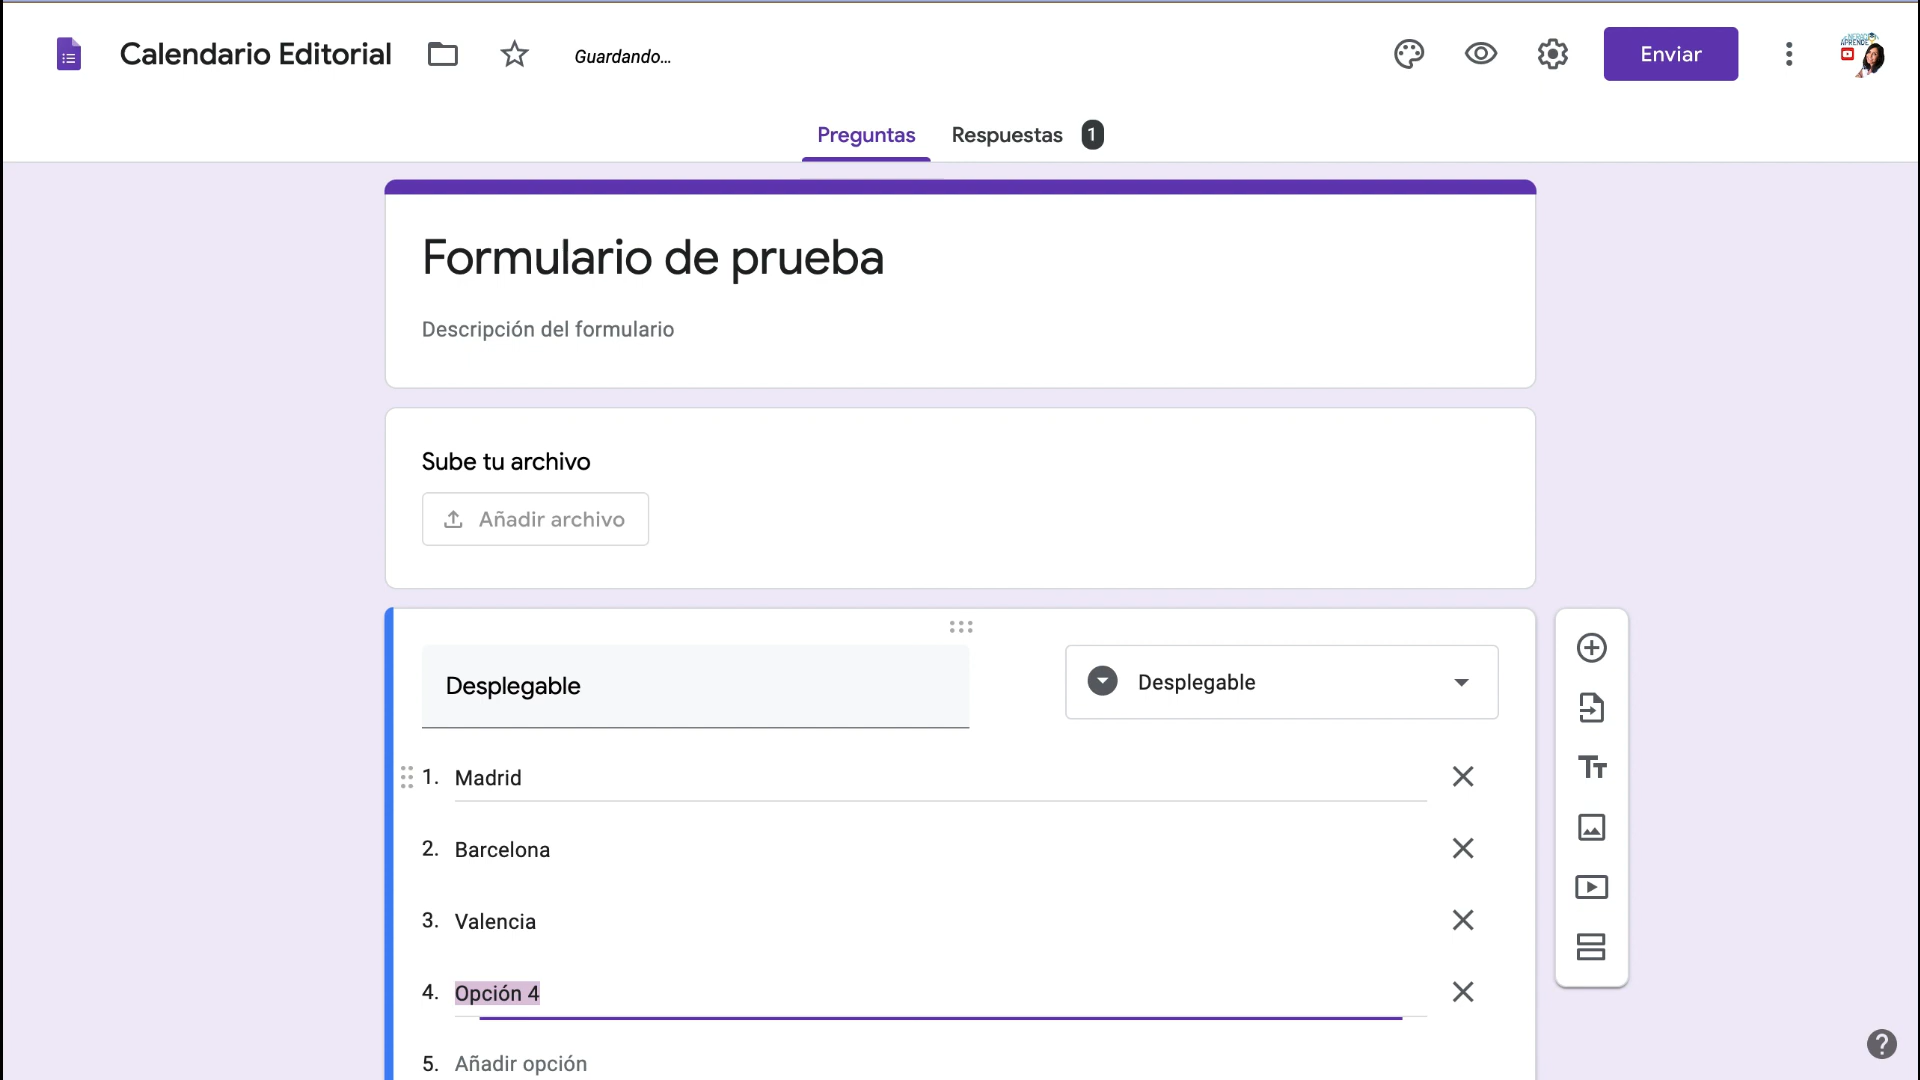 Calendario Editorial
Guardando...
Enviar
APRENDE
Preguntas
Respuestas 1
Formulario de prueba
Descripción del formulario
Sube tu archivo
Añadir archivo
Desplegable
Desplegable
1. Madrid
2. Barcelona
3. Valencia
4. Opción 4
5. Añadir opción